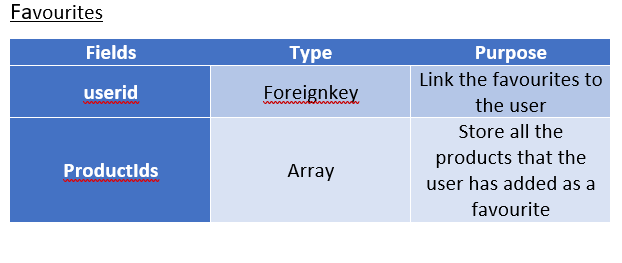 Favourites
Fields Type Purpose
userid Foreignkey Link the favourites to
the user
ProductIds Array Store all the
products that the
user has added as a
favourite